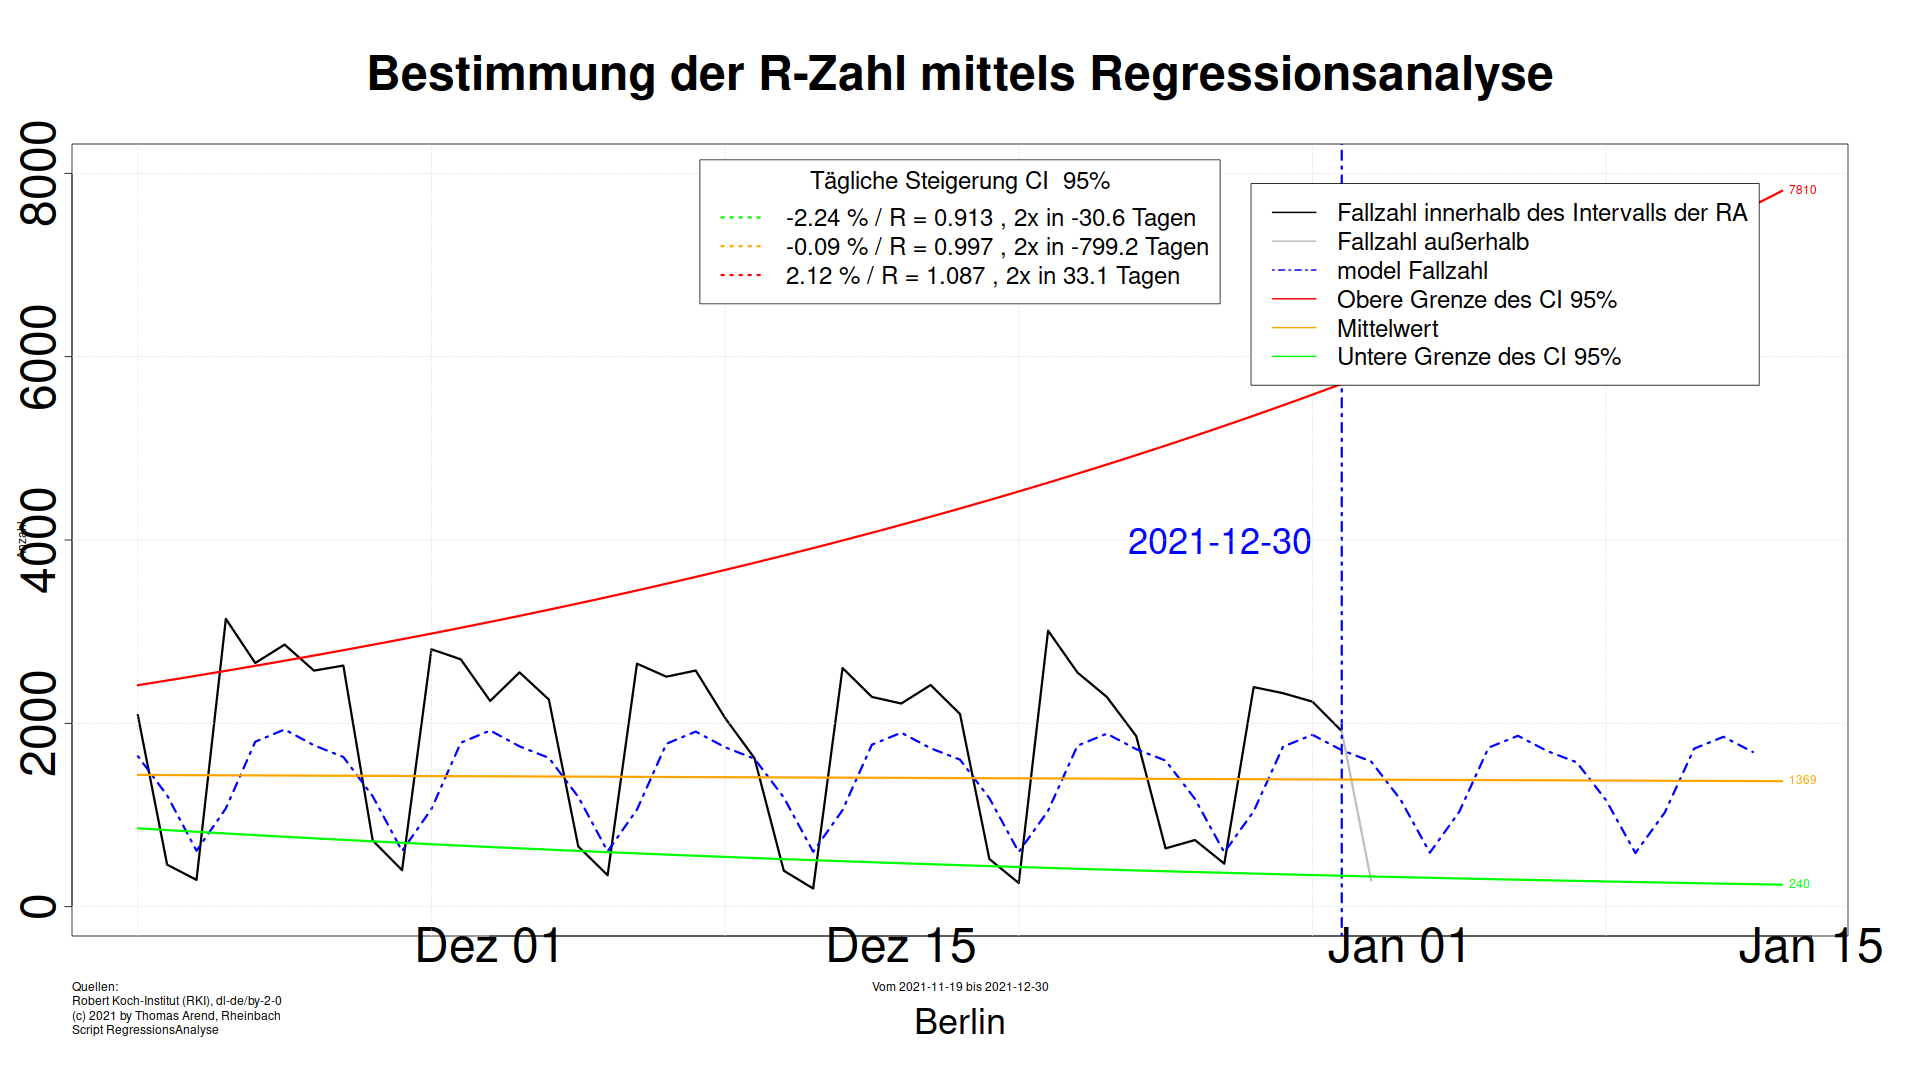 Bestimmung der R-Zahl mittels Regressionsanalyse
8000
6000
4000
2000
0
Anzahl
Tägliche Steigerung CI 95%
-2.24 % / R = 0.913 , 2x in -30.6 Tagen
-0.09 % / R = 0.997 , 2x in -799.2 Tagen
2.12 % / R = 1.087 , 2x in 33.1 Tagen
Fallzahl innerhalb des Intervalls der RA
Fallzahl außerhalb
model Fallzahl
Obere Grenze des CI 95%
Mittelwert
Untere Grenze des CI 95%
7810
2021-12-30
1369
240
Dez 01 Dez 15 Jan 01 Jan 15
Quellen:
Robert Koch-Institut (RKI), dl-de/by-2-0
(c) 2021 by Thomas Arend, Rheinbach
Script RegressionsAnalyse
Vom 2021-11-19 bis 2021-12-30
Berlin